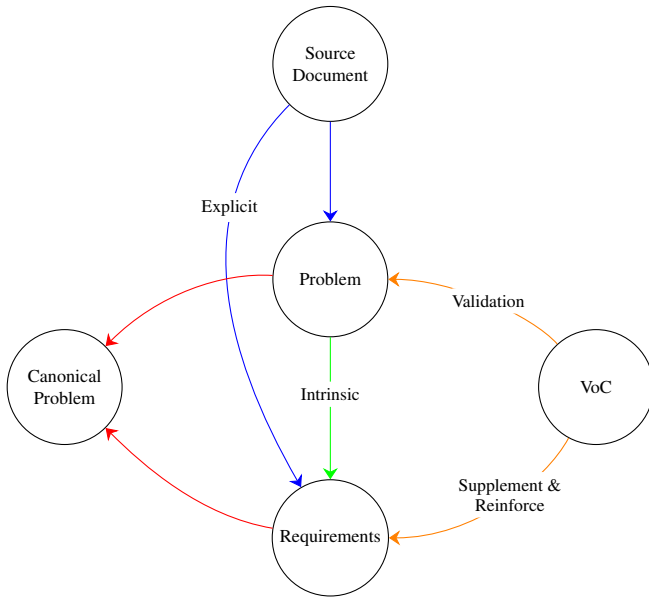 Source
Document
Explicit
Problem
Validation
Canonical
Problem
Intrinsic
VoC
Supplement &
Reinforce
Requirements